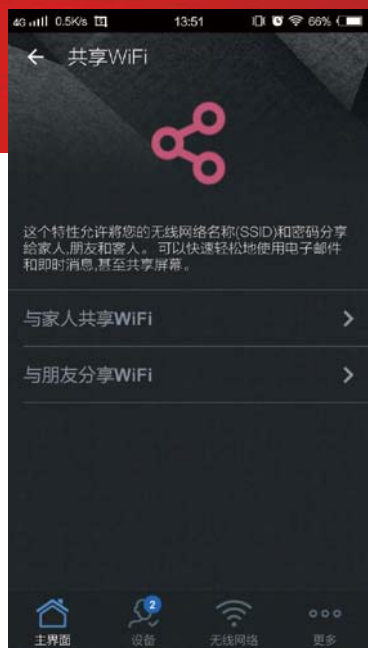 4G 0.5K/s 13:51 66%
共享WiFi
这个特性允许將您的无线网络名称(SSID)和密码分享
给家人,朋友和客人。 可以快速轻松地使用电子邮件
和即时消息,甚至共享屏幕。
与家人共享WiFi
与朋友分享WiFi
2
主界面 设备 无线网络 更多